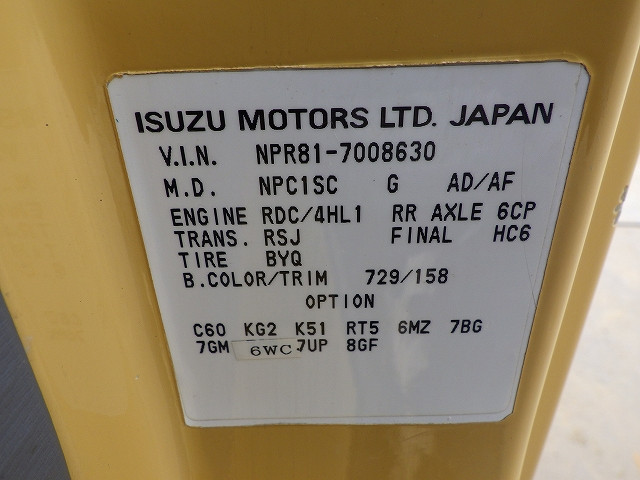 ISUZU MOTORS LTD. JAPAN
V.I.N. NPR81-7008630
M.D. NPC1SC G AD/AF
ENGINE RDC/4HL1 RR AXLE 6CP
TRANS. RSJ FINAL HC6
TIRE BYQ
B.COLOR/TRIM 729/158
OPTION
C60 KG2 K51 RT5 6MZ 7BG
7GM 6WC 7UP 8GF